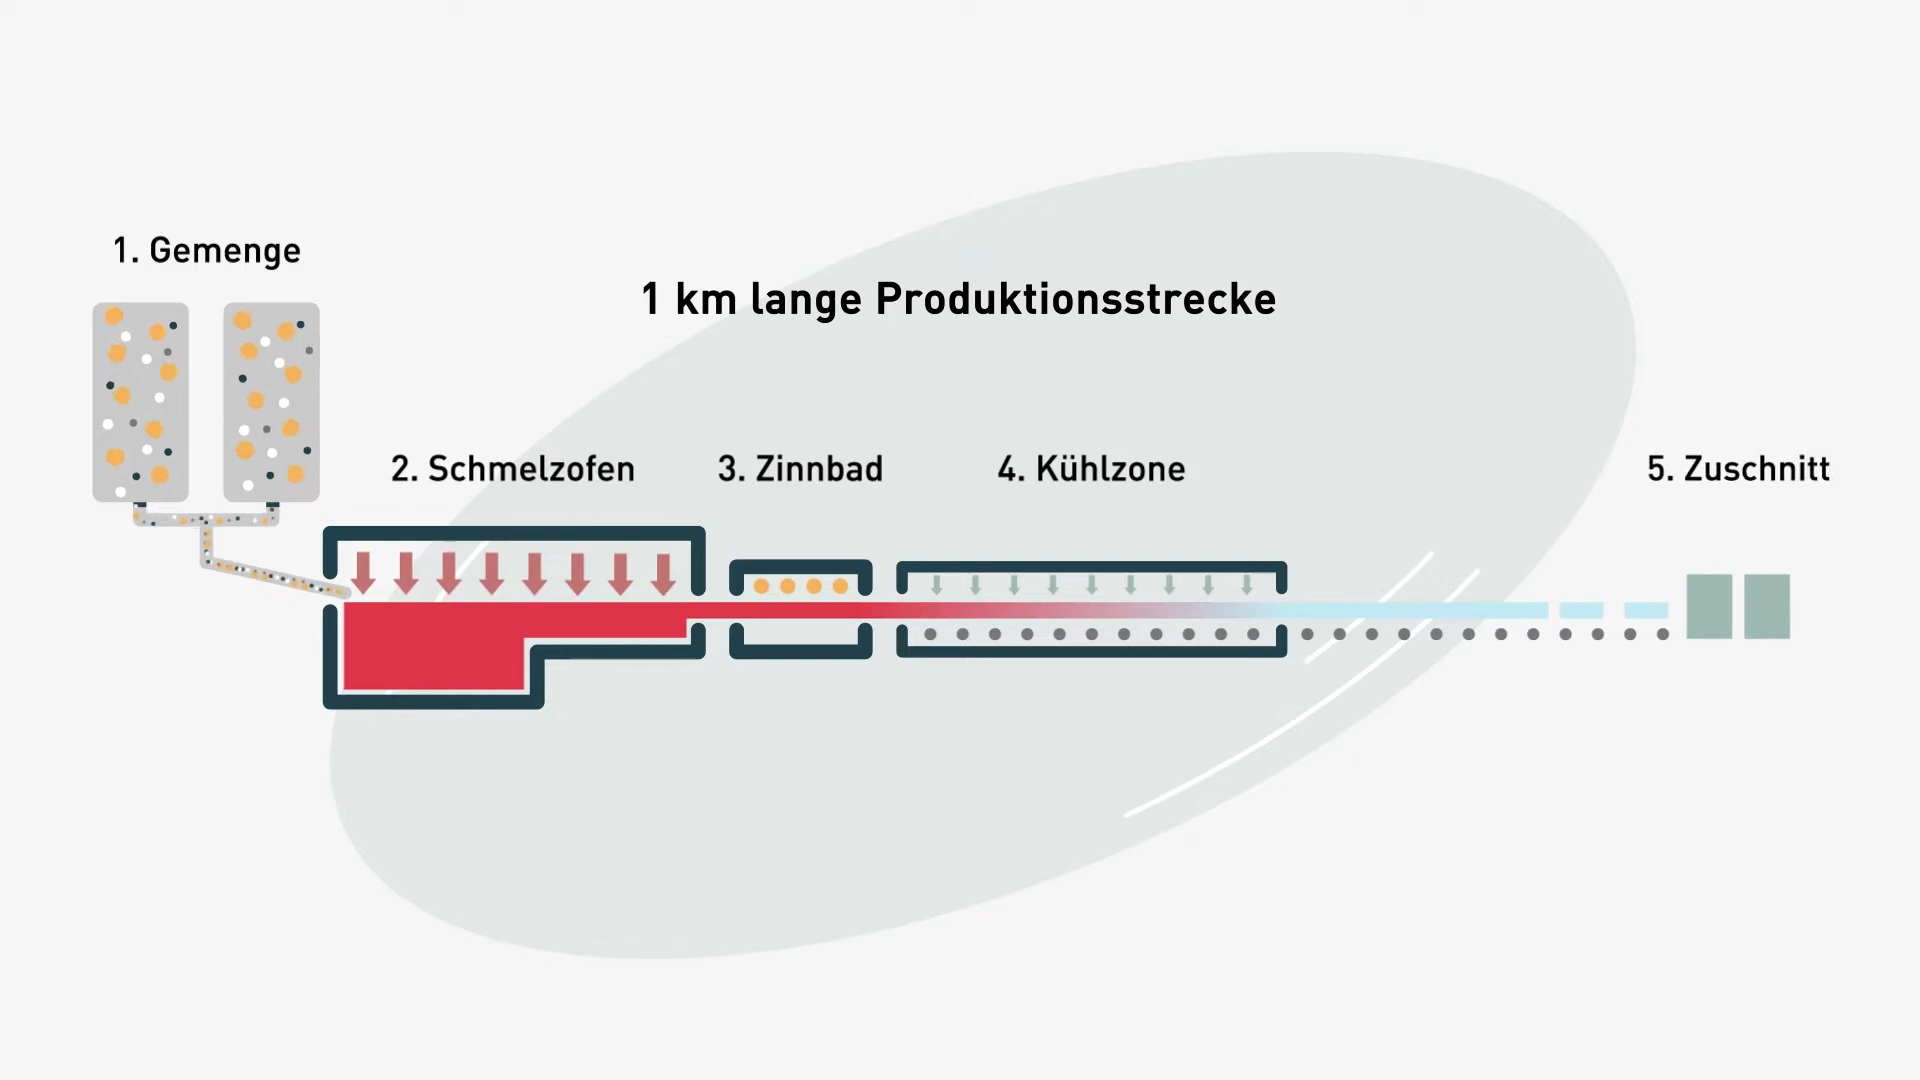 1. Gemenge
1 km lange Produktionsstrecke
2. Schmelzofen
3. Zinnbad
4. Kühlzone
5. Zuschnitt